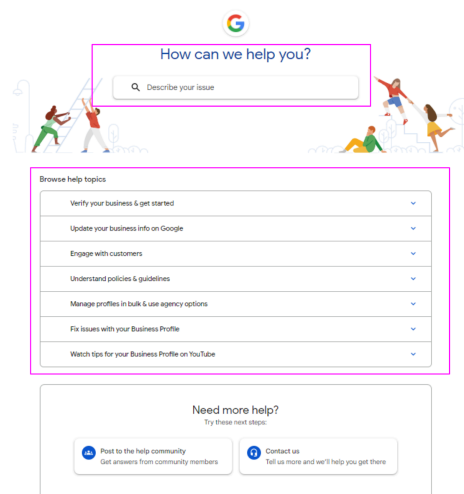 How can we help you?
Describe your issue
Browse help topics
Verify your business & get started
Update your business info on Google
Engage with customers
Understand policies & guidelines
Manage profiles in bulk & use agency options
Fix issues with your Business Profile
Watch tips for your Business Profile on YouTube
Need more help?
Try these next steps:
Post to the help community
Get answers from community members
Contact us
Tell us more and we'll help you get there